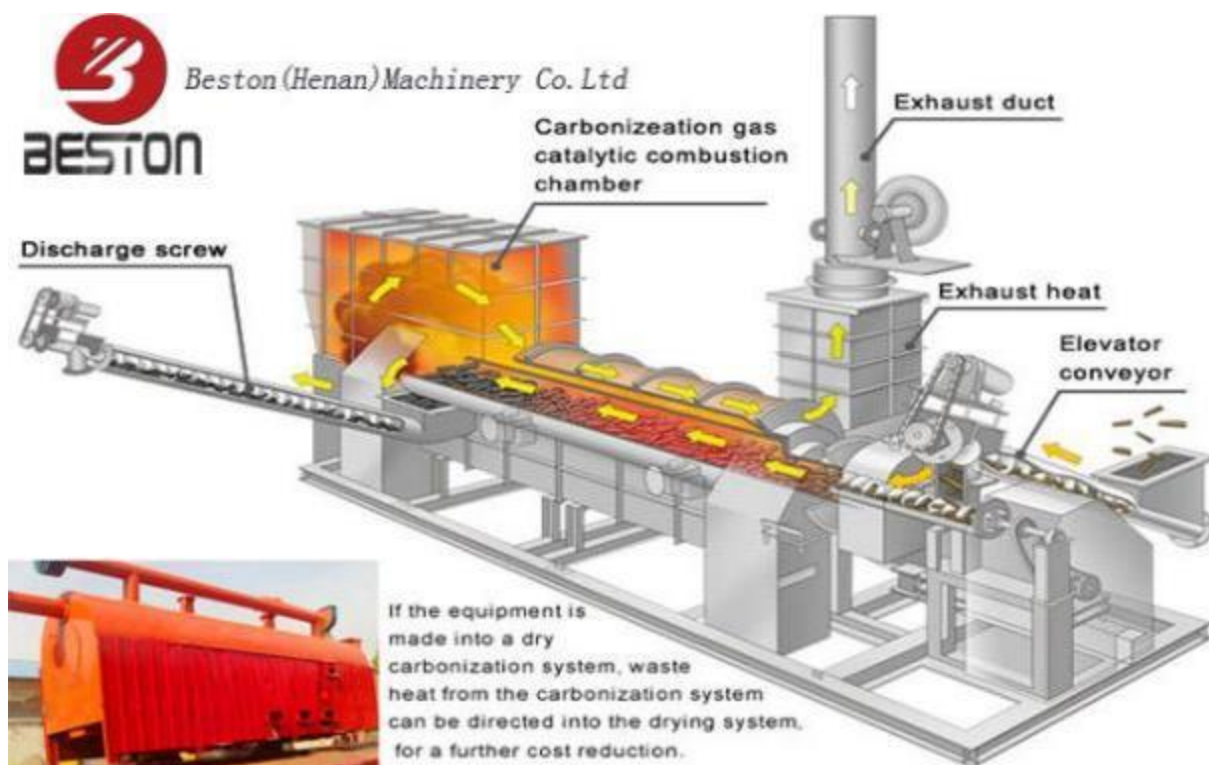 Beston(Henan)Machinery Co.Ltd
BESTON
Exhaust duct
Carbonizeation gas
catalytic combustion
chamber
Discharge screw
Exhaust heat
Elevator
conveyor
If the equipment is
made into a dry
carbonization system, waste
heat from the carbonization system
can be directed into the drying system,
for a further cost reduction.